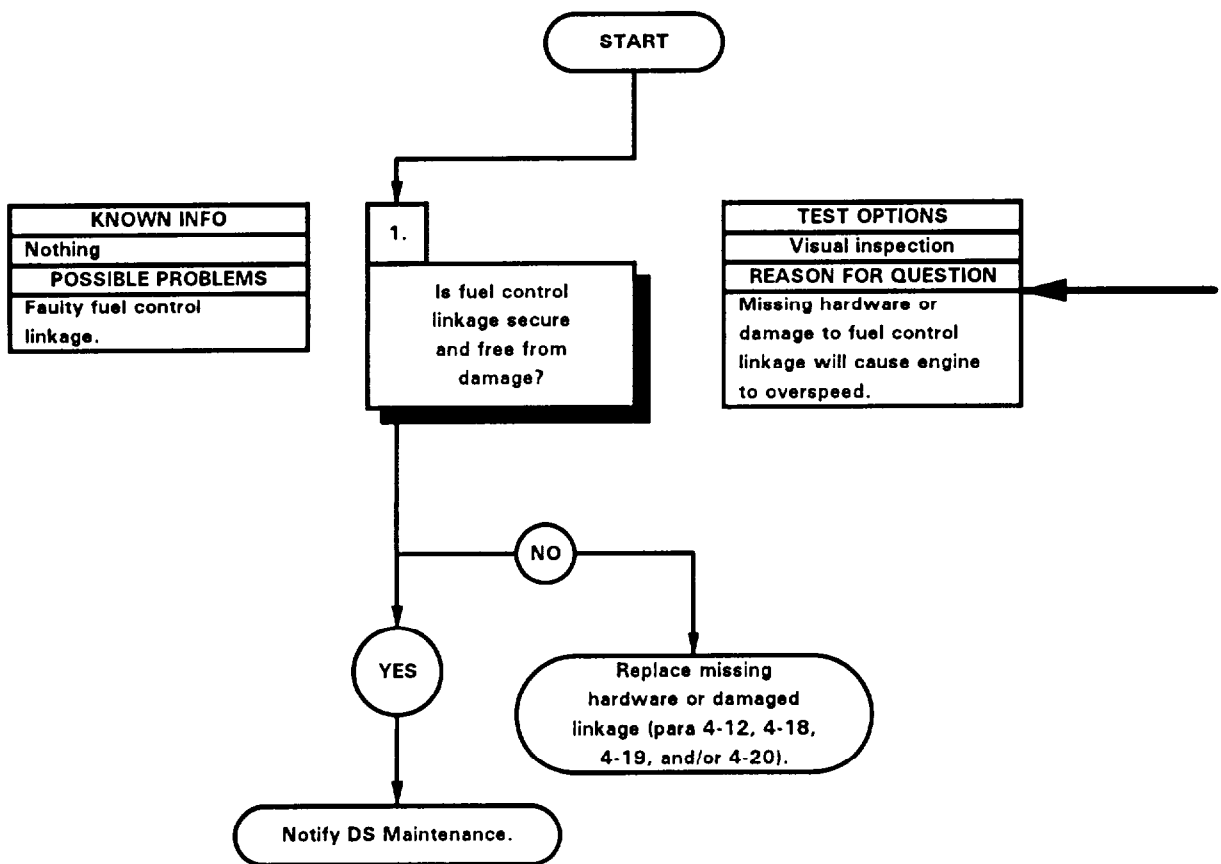 START
KNOWN INFO
Nothing
POSSIBLE PROBLEMS
Faulty fuel control
linkage.
1.
Is fuel control
linkage secure
and free from
damage?
TEST OPTIONS
Visual inspection
REASON FOR QUESTION
Missing hardware or
damage to fuel control
linkage will cause engine
to overspeed.
NO
YES
Replace missing
hardware or damaged
linkage (para 4-12, 4-18,
4-19, and/or 4-20).
Notify DS Maintenance.